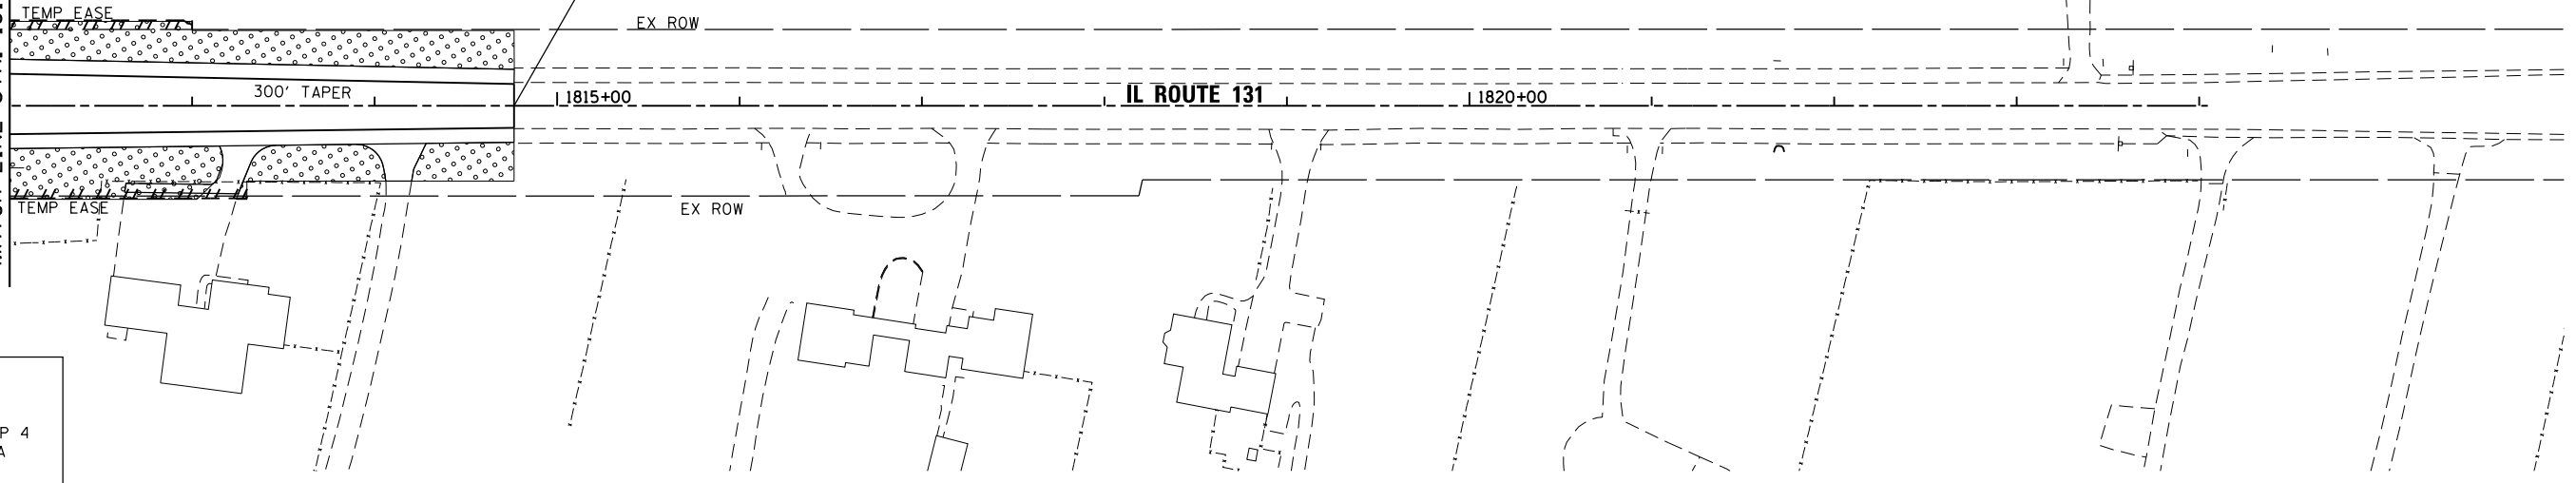 TEMP EASE
EX ROW
300' TAPER
1815+00
IL ROUTE 131
1820+00
TEMP EASE
EX ROW
P 4
A